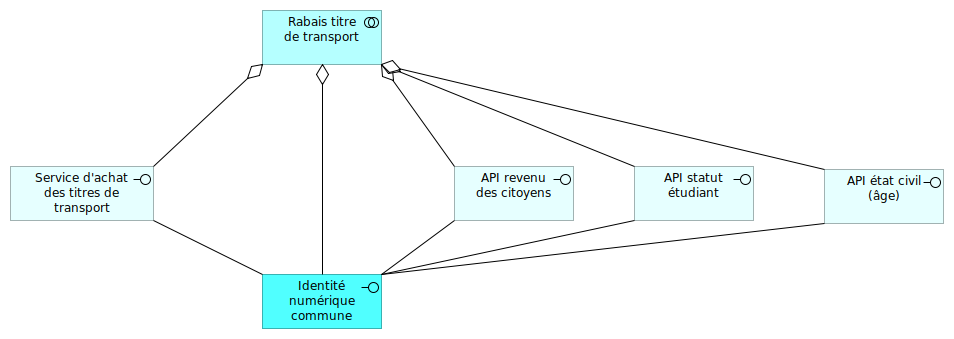 Rabais titre
de transport
Service d'achat
des titres de
transport
API revenu
des citoyens
API statut
étudiant
API état civil
(âge)
Identité
numérique
commune